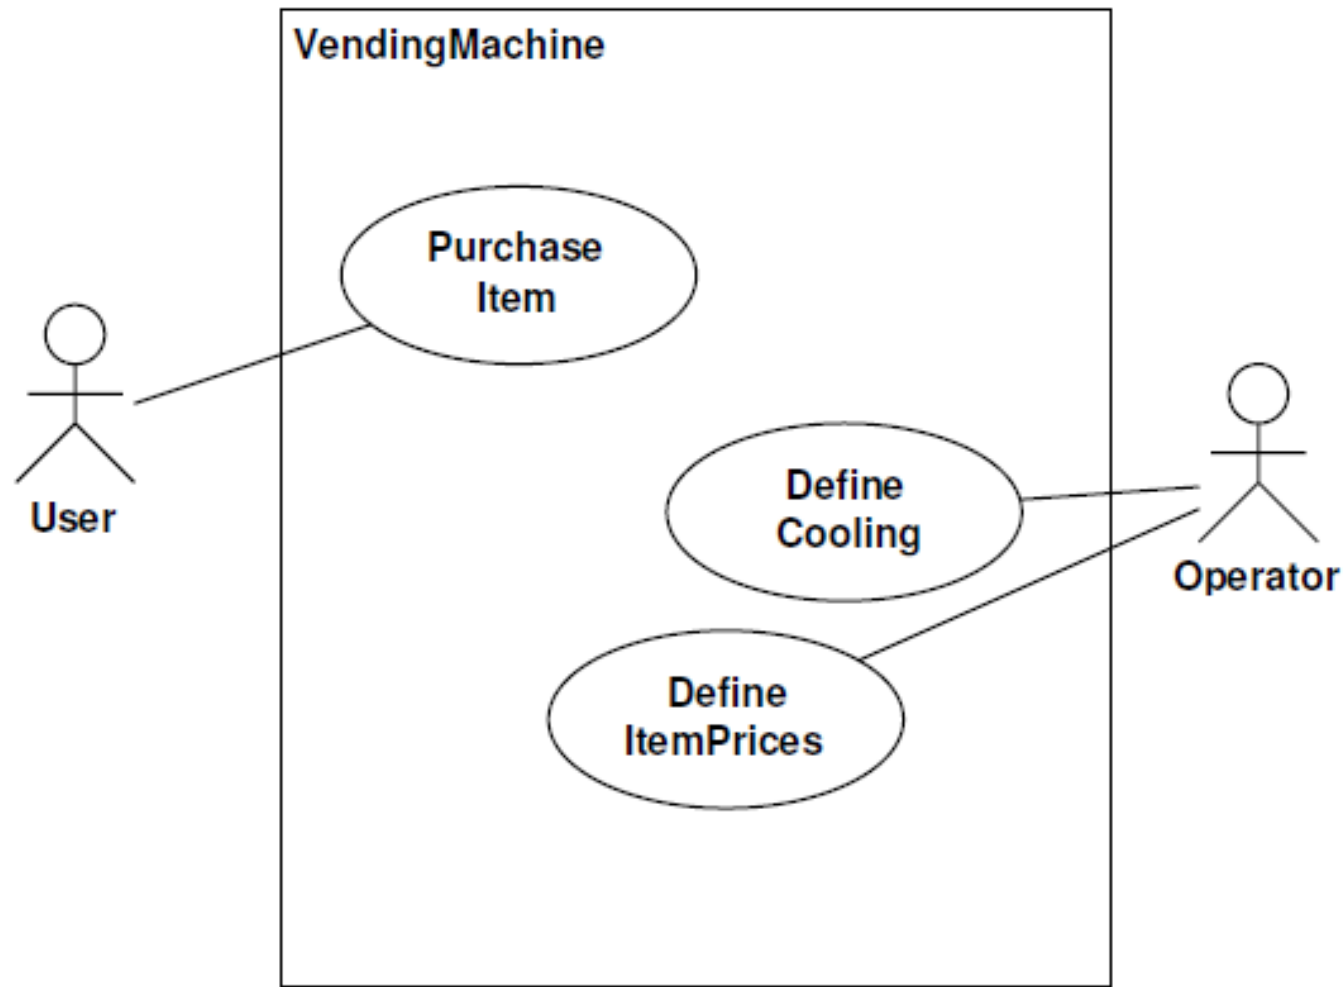 VendingMachine
Purchase
Item
User
Define
Cooling
Operator
Define
ItemPrices